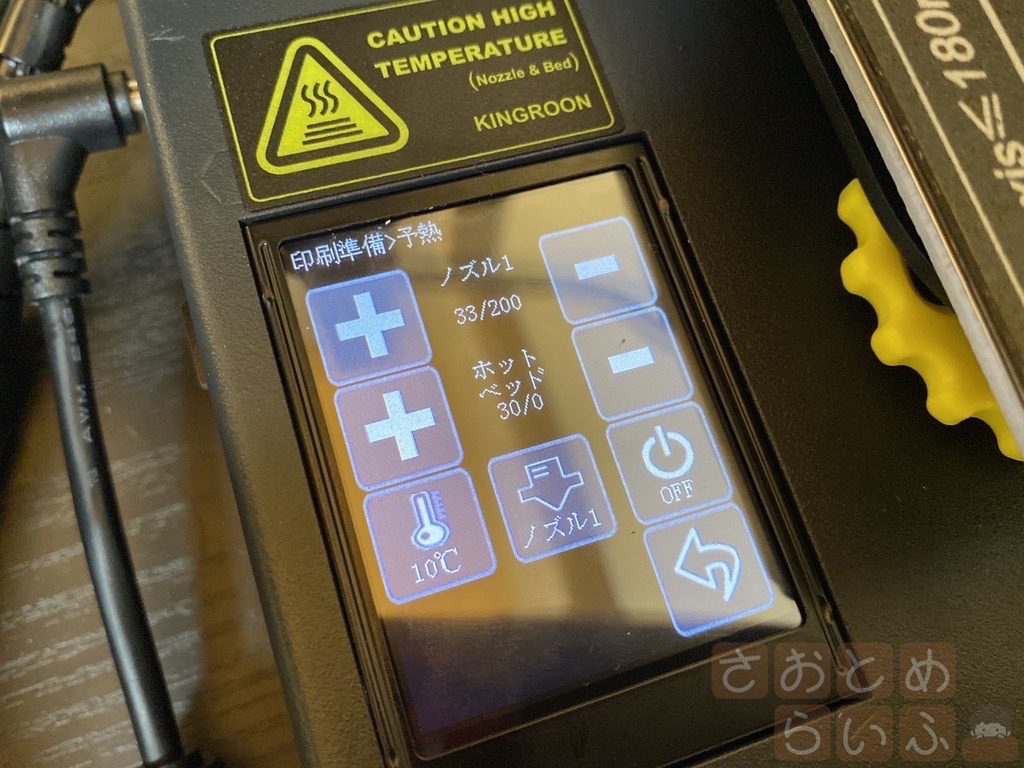 CAUTION HIGH
TEMPERATURE
(Nozzle & Bed)
KINGROON
印刷準備>予熱
ノズル1
33/200
ホット
ベッド
30/0
10℃
ノズル1
OFF
≤180
さおとめ
らいふ